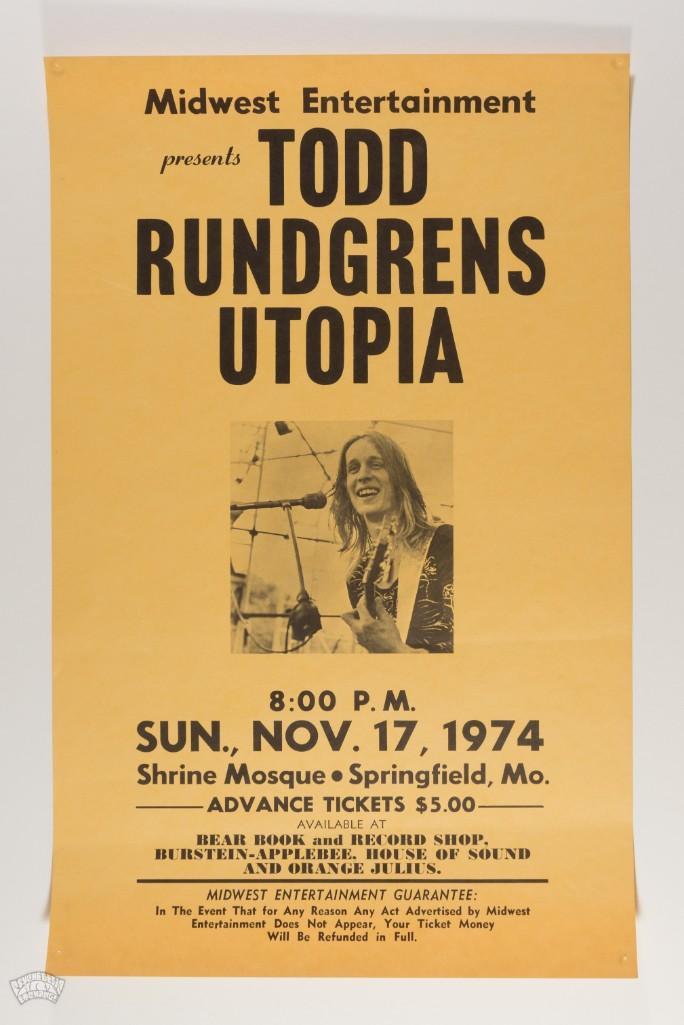 Midwest Entertainment
presents TODD
RUNDGRENS
UTOPIA
8:00 P.M.
SUN., NOV. 17, 1974
Shrine Mosque • Springfield, Mo.
ADVANCE TICKETS $5.00
AVAILABLE AT
BEAR BOOK and RECORD SHOP,
BURSTEIN-APPLEBEE. HOUSE OF SOUND
AND ORANGE JULIUS.
MIDWEST ENTERTAINMENT GUARANTEE:
In The Event That for Any Reason Any Act Advertised by Midwest
Entertainment Does Not Appear, Your Ticket Money
Will Be Refunded in Full.